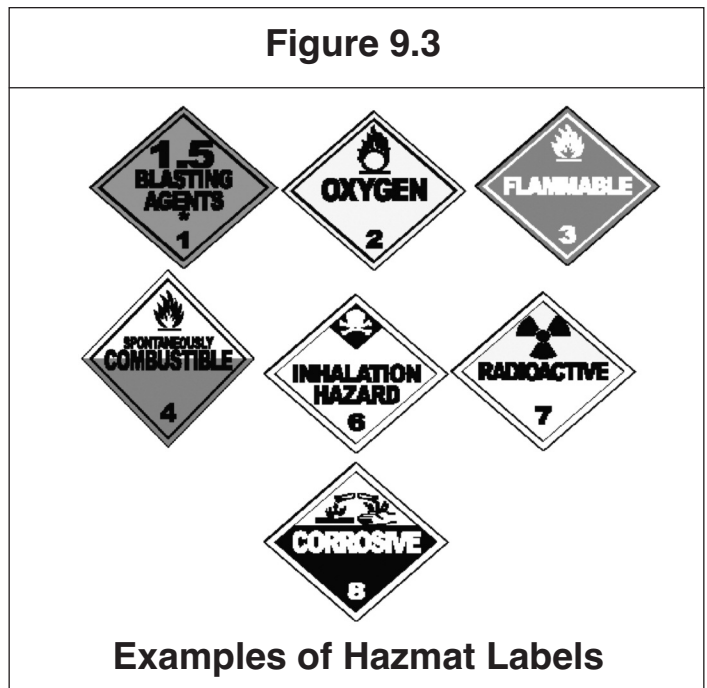 Figure 9.3
1.5
BLASTING
AGENTS
*
1
OXYGEN
2
FLAMMABLE
3
SPONTANEOUSLY
COMBUSTIBLE
4
INHALATION
HAZARD
6
RADIOACTIVE
7
CORROSIVE
8
Examples of Hazmat Labels